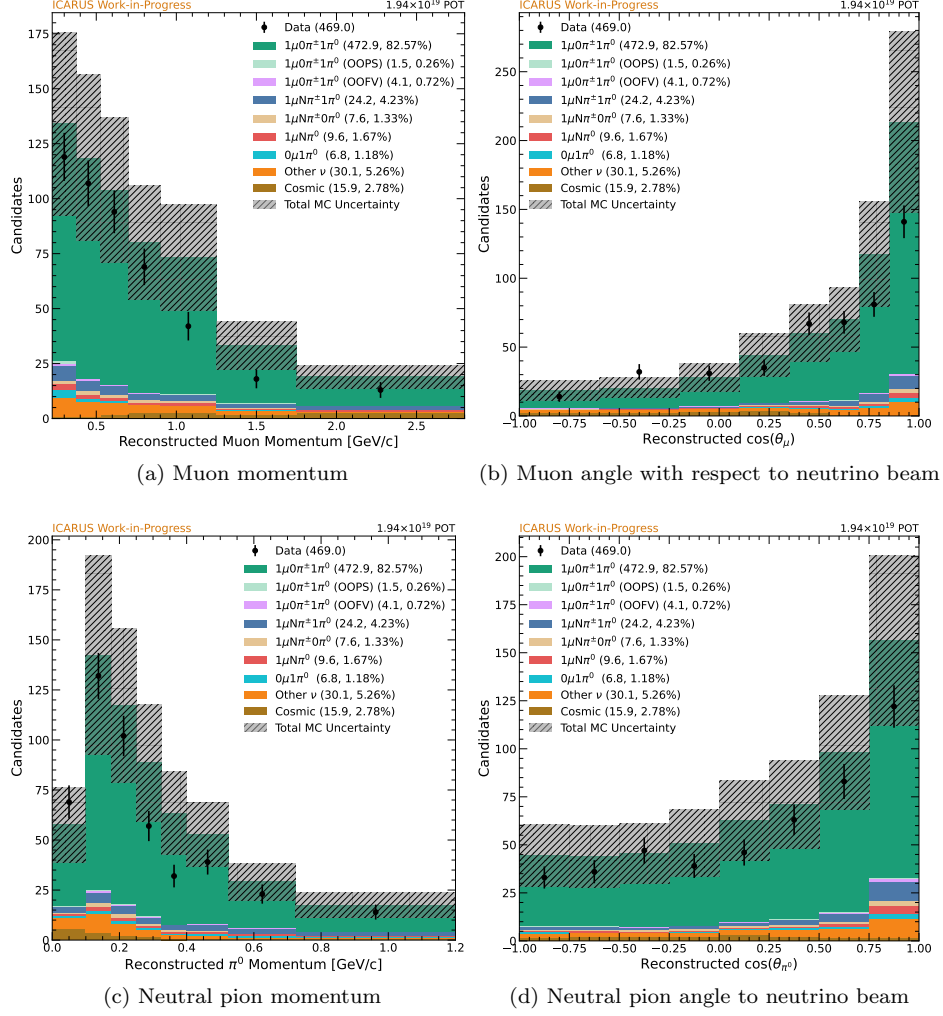 ICARUS Work-in-Progress 1.94×10¹⁹ POT
Candidates
175
150
125
100
75
50
25
0
Data (469.0)
1μ0π±1π⁰ (472.9, 82.57%)
1μ0π±1π⁰ (OOPS) (1.5, 0.26%)
1μ0π±1π⁰ (OOFV) (4.1, 0.72%)
1μNπ±1π⁰ (24.2, 4.23%)
1μNπ±0π⁰ (7.6, 1.33%)
1μNπ⁰ (9.6, 1.67%)
0μ1π⁰ (6.8, 1.18%)
Other ν (30.1, 5.26%)
Cosmic (15.9, 2.78%)
Total MC Uncertainty
0.5 1.0 1.5 2.0 2.5
Reconstructed Muon Momentum [GeV/c]
(a) Muon momentum
ICARUS Work-in-Progress 1.94×10¹⁹ POT
Candidates
250
200
150
100
50
0
Data (469.0)
1μ0π±1π⁰ (472.9, 82.57%)
1μ0π±1π⁰ (OOPS) (1.5, 0.26%)
1μ0π±1π⁰ (OOFV) (4.1, 0.72%)
1μNπ±1π⁰ (24.2, 4.23%)
1μNπ±0π⁰ (7.6, 1.33%)
1μNπ⁰ (9.6, 1.67%)
0μ1π⁰ (6.8, 1.18%)
Other ν (30.1, 5.26%)
Cosmic (15.9, 2.78%)
Total MC Uncertainty
−1.00 −0.75 −0.50 −0.25 0.00 0.25 0.50 0.75 1.00
Reconstructed cos(θμ)
(b) Muon angle with respect to neutrino beam
ICARUS Work-in-Progress 1.94×10¹⁹ POT
Candidates
200
175
150
125
100
75
50
25
0
Data (469.0)
1μ0π±1π⁰ (472.9, 82.57%)
1μ0π±1π⁰ (OOPS) (1.5, 0.26%)
1μ0π±1π⁰ (OOFV) (4.1, 0.72%)
1μNπ±1π⁰ (24.2, 4.23%)
1μNπ±0π⁰ (7.6, 1.33%)
1μNπ⁰ (9.6, 1.67%)
0μ1π⁰ (6.8, 1.18%)
Other ν (30.1, 5.26%)
Cosmic (15.9, 2.78%)
Total MC Uncertainty
0.0 0.2 0.4 0.6 0.8 1.0 1.2
Reconstructed π⁰ Momentum [GeV/c]
(c) Neutral pion momentum
ICARUS Work-in-Progress 1.94×10¹⁹ POT
Candidates
200
175
150
125
100
75
50
25
0
Data (469.0)
1μ0π±1π⁰ (472.9, 82.57%)
1μ0π±1π⁰ (OOPS) (1.5, 0.26%)
1μ0π±1π⁰ (OOFV) (4.1, 0.72%)
1μNπ±1π⁰ (24.2, 4.23%)
1μNπ±0π⁰ (7.6, 1.33%)
1μNπ⁰ (9.6, 1.67%)
0μ1π⁰ (6.8, 1.18%)
Other ν (30.1, 5.26%)
Cosmic (15.9, 2.78%)
Total MC Uncertainty
−1.00 −0.75 −0.50 −0.25 0.00 0.25 0.50 0.75 1.00
Reconstructed cos(θπ⁰)
(d) Neutral pion angle to neutrino beam